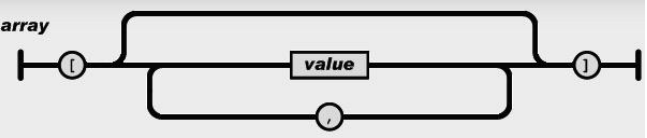 array
[ value ]
,